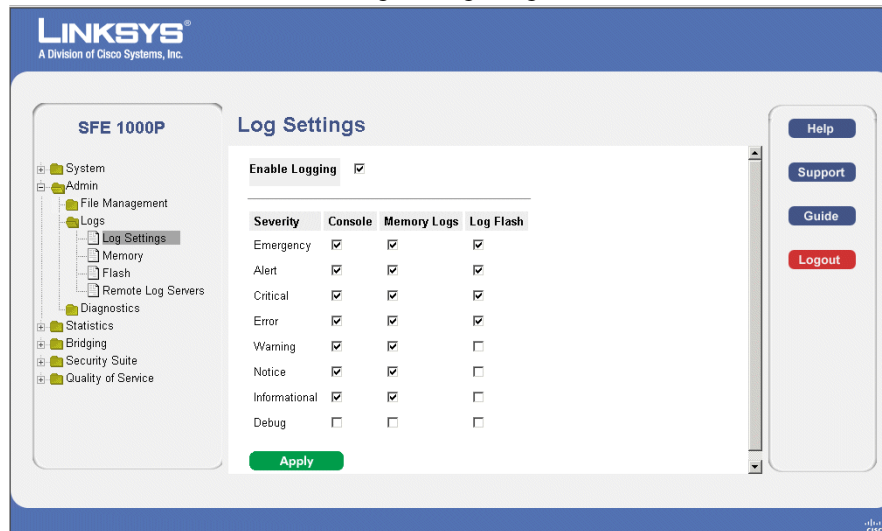 LINKSYS®
A Division of Cisco Systems, Inc.
SFE 1000P
System
Admin
File Management
Logs
Log Settings
Memory
Flash
Remote Log Servers
Diagnostics
Statistics
Bridging
Security Suite
Quality of Service
Log Settings
Enable Logging
Severity Console Memory Logs Log Flash
Emergency
Alert
Critical
Error
Warning
Notice
Informational
Debug
Apply
Help
Support
Guide
Logout